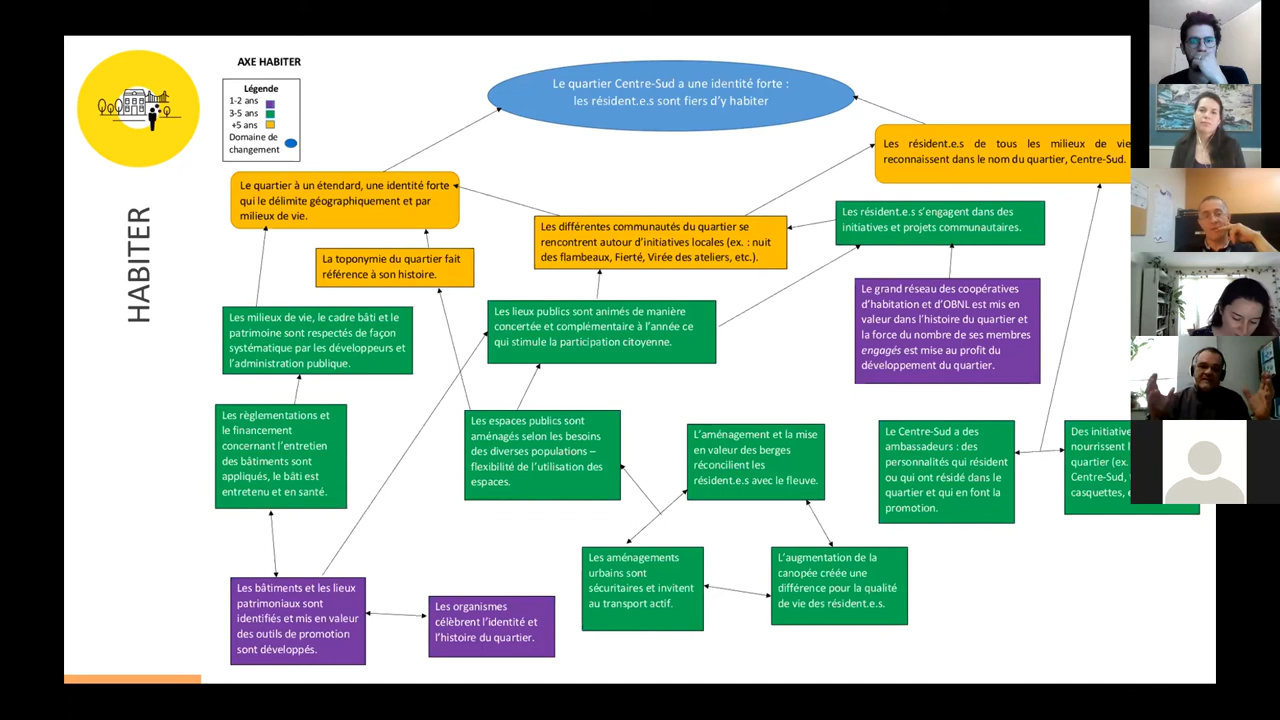 AXE HABITER
Légende
1-2 ans
3-5 ans
+5 ans
Domaine de
changement
HABITER
Le quartier Centre-Sud a une identité forte :
les résident.e.s sont fiers d'y habiter
Les résident.e.s de tous les milieux de vie
reconnaissent dans le nom du quartier, Centre-Sud.
Le quartier à un étendard, une identité forte
qui le délimite géographiquement et par
milieux de vie.
Les différentes communautés du quartier se
rencontrent autour d'initiatives locales (ex. : nuit
des flambeaux, Fierté, Virée des ateliers, etc.).
Les résident.e.s s'engagent dans des
initiatives et projets communautaires.
La toponymie du quartier fait
référence à son histoire.
Le grand réseau des coopératives
d'habitation et d'OBNL est mis en
valeur dans l'histoire du quartier et
la force du nombre de ses membres
engagés est mise au profit du
développement du quartier.
Les milieux de vie, le cadre bâti et le
patrimoine sont respectés de façon
systématique par les développeurs et
l'administration publique.
Les lieux publics sont animés de manière
concertée et complémentaire à l'année ce
qui stimule la participation citoyenne.
Les règlementations et
le financement
concernant l'entretien
des bâtiments sont
appliqués, le bâti est
entretenu et en santé.
Les espaces publics sont
aménagés selon les besoins
des diverses populations –
flexibilité de l'utilisation des
espaces.
L'aménagement et la mise
en valeur des berges
réconcilient les
résident.e.s avec le fleuve.
Le Centre-Sud a des
ambassadeurs : des
personnalités qui résident
ou qui ont résidé dans le
quartier et qui en font la
promotion.
Des initiative
nourrissent l
quartier (ex.
Centre-Sud,
casquettes,
Les bâtiments et les lieux
patrimoniaux sont
identifiés et mis en valeur
des outils de promotion
sont développés.
Les organismes
célèbrent l'identité et
l'histoire du quartier.
Les aménagements
urbains sont
sécuritaires et invitent
au transport actif.
L'augmentation de la
canopée créée une
différence pour la qualité
de vie des résident.e.s.